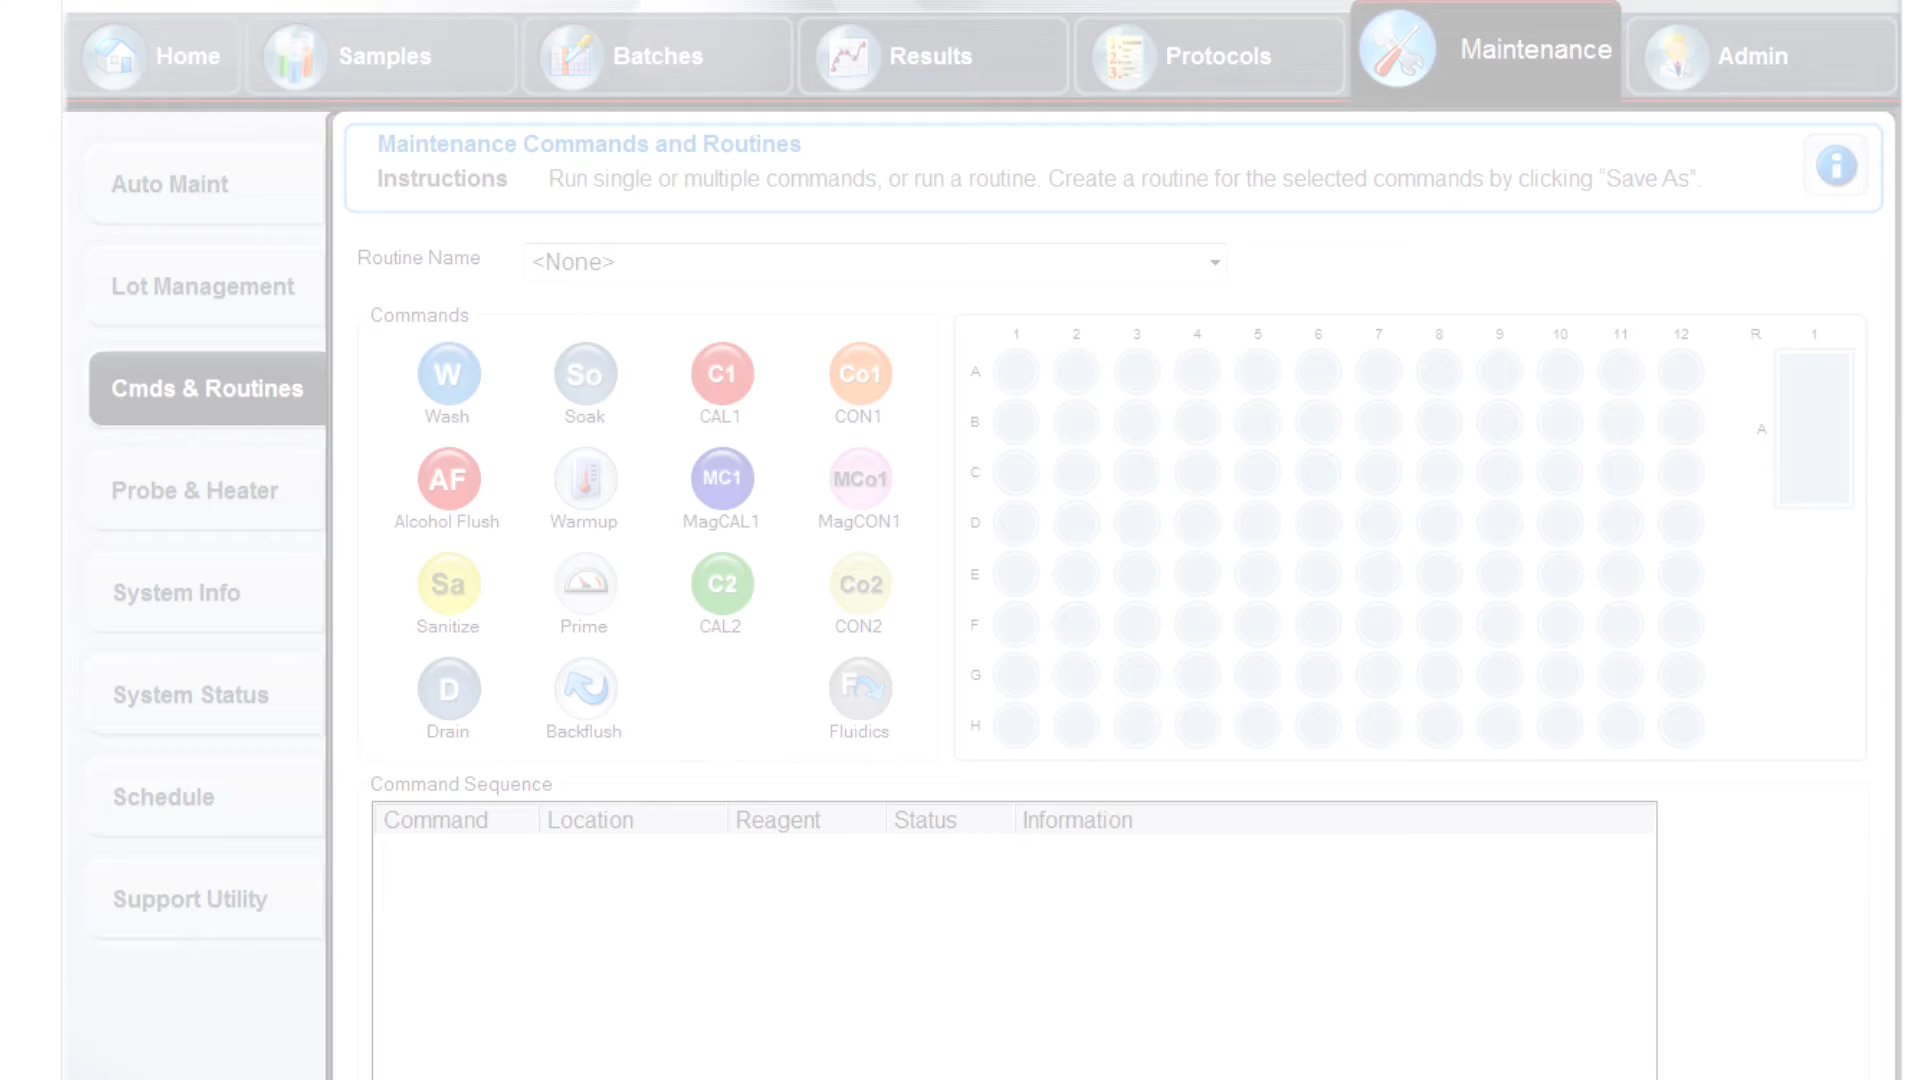 Home Samples Batches Results Protocols Maintenance Admin
Maintenance Commands and Routines
Instructions Run single or multiple commands, or run a routine. Create a routine for the selected commands by clicking "Save As".
Auto Maint
Lot Management
Cmds & Routines
Probe & Heater
System Info
System Status
Schedule
Support Utility
Routine Name <None>
Commands
W So C1 Co1
Wash Soak CAL1 CON1
AF MC1 MCo1
Alcohol Flush Warmup MagCAL1 MagCON1
Sa C2 Co2
Sanitize Prime CAL2 CON2
D F
Drain Backflush Fluidics
1 2 3 4 5 6 7 8 9 10 11 12 R 1
A
B
C
D
E
F
G
H
A
Command Sequence
Command Location Reagent Status Information